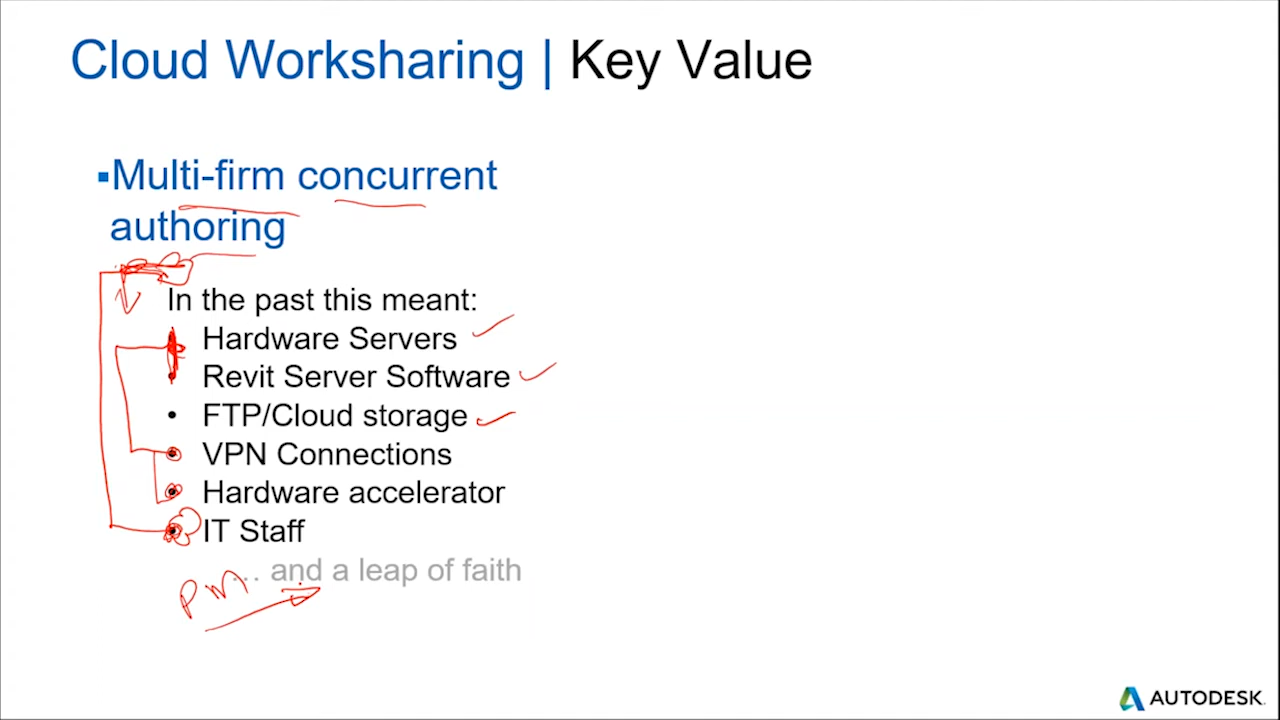 Cloud Worksharing | Key Value
▪Multi-firm concurrent
authoring
In the past this meant:
• Hardware Servers
• Revit Server Software
• FTP/Cloud storage
• VPN Connections
• Hardware accelerator
• IT Staff
... and a leap of faith
PM
AUTODESK.